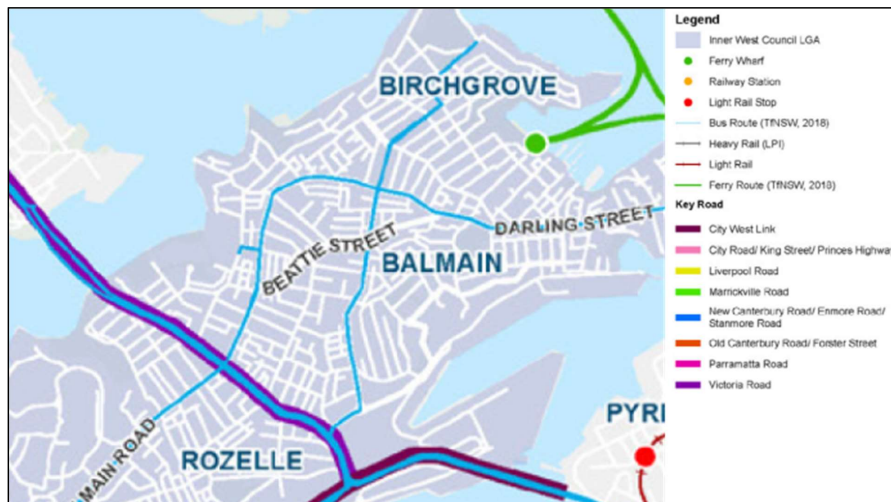 BIRCHGROVE
DARLING STREET
BEATTIE STREET
BALMAIN
PYR
MAIN ROAD
ROZELLE
Legend
Inner West Council LGA
Ferry Wharf
Railway Station
Light Rail Stop
Bus Route (TfNSW, 2018)
Heavy Rail (LPI)
Light Rail
Ferry Route (TfNSW, 2018)
Key Road
City West Link
City Road/ King Street/ Princes Highway
Liverpool Road
Marrickville Road
New Canterbury Road/ Enmore Road/
Stanmore Road
Old Canterbury Road/ Forster Street
Parramatta Road
Victoria Road